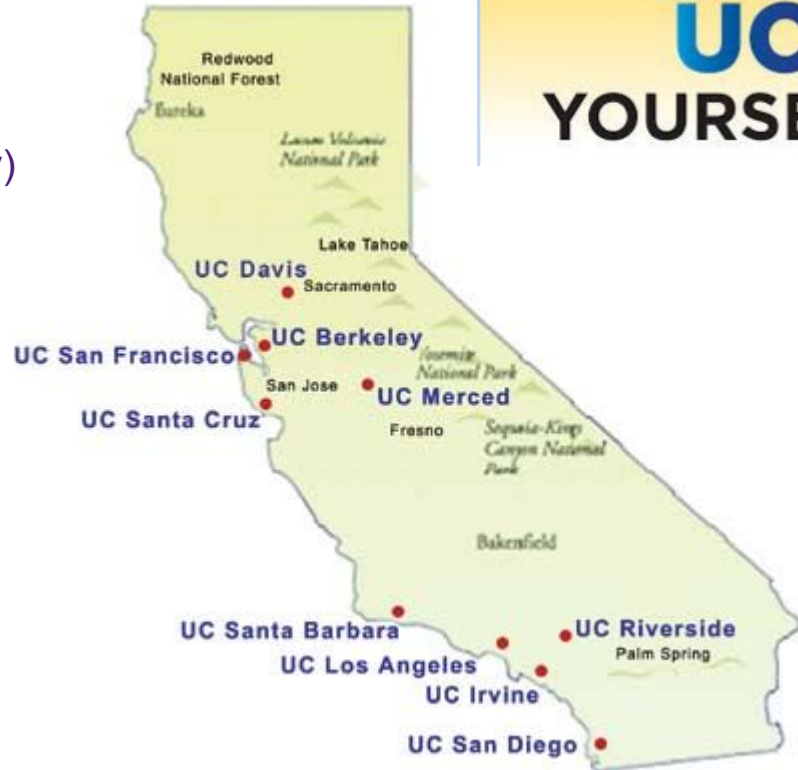 UC
YOURSE
)
Redwood
National Forest
Eureka
Lassen Volcanic
National Park
Lake Tahoe
UC Davis
Sacramento
UC Berkeley
UC San Francisco
Yosemite
National Park
San Jose
UC Merced
UC Santa Cruz
Fresno
Sequoia-Kings
Canyon National
Park
Bakersfield
UC Santa Barbara
UC Riverside
Palm Spring
UC Los Angeles
UC Irvine
UC San Diego